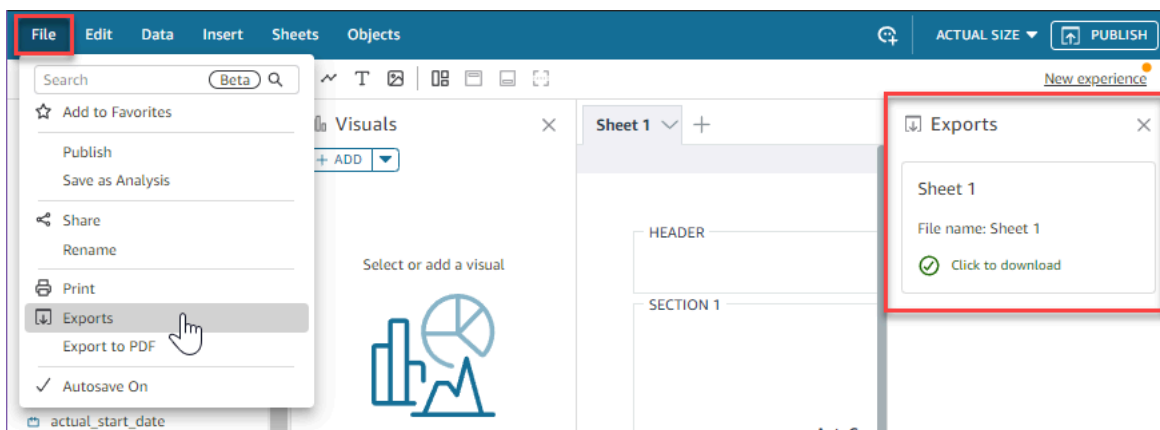 File Edit Data Insert Sheets Objects
ACTUAL SIZE PUBLISH
Search Beta
Add to Favorites
Publish
Save as Analysis
Share
Rename
Print
Exports
Export to PDF
Autosave On
actual_start_date
Visuals
+ ADD
Select or add a visual
Sheet 1
HEADER
SECTION 1
New experience
Exports
Sheet 1
File name: Sheet 1
Click to download